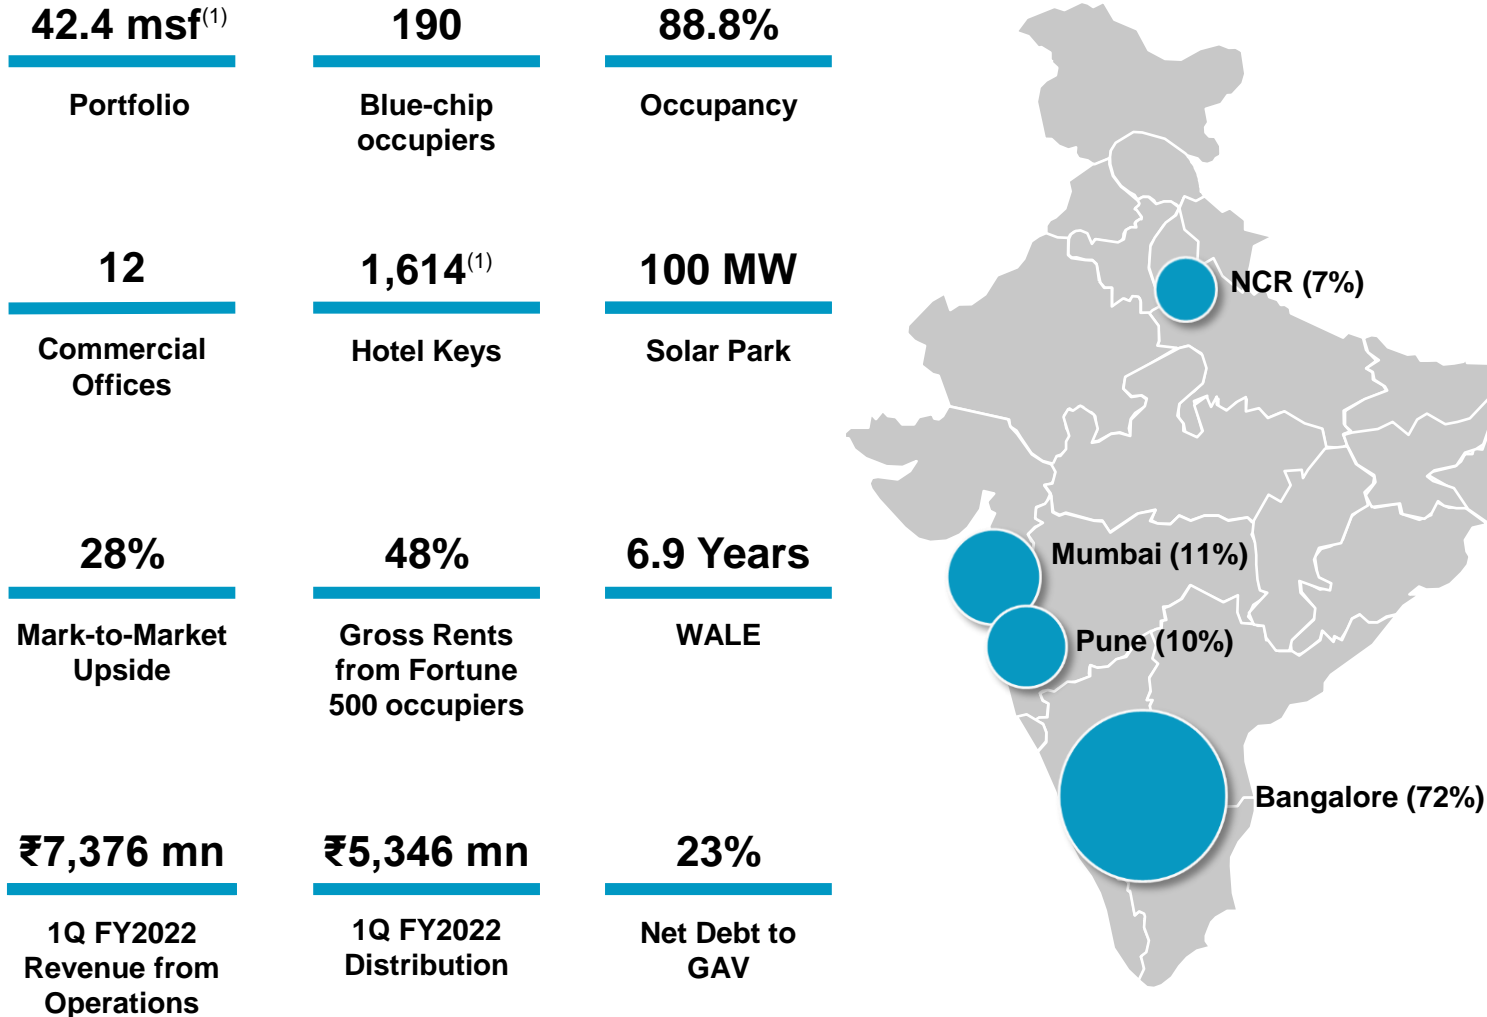 42.4 msf(1)
Portfolio
190
Blue-chip
occupiers
88.8%
Occupancy
12
Commercial
Offices
1,614(1)
Hotel Keys
100 MW
Solar Park
28%
Mark-to-Market
Upside
48%
Gross Rents
from Fortune
500 occupiers
6.9 Years
WALE
₹7,376 mn
1Q FY2022
Revenue from
Operations
₹5,346 mn
1Q FY2022
Distribution
23%
Net Debt to
GAV
NCR (7%)
Mumbai (11%)
Pune (10%)
Bangalore (72%)